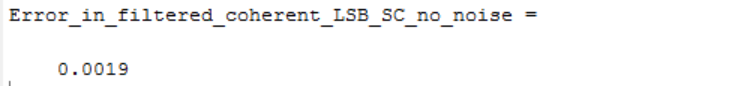 Error_in_filtered_coherent_LSB_SC_no_noise =
0.0019